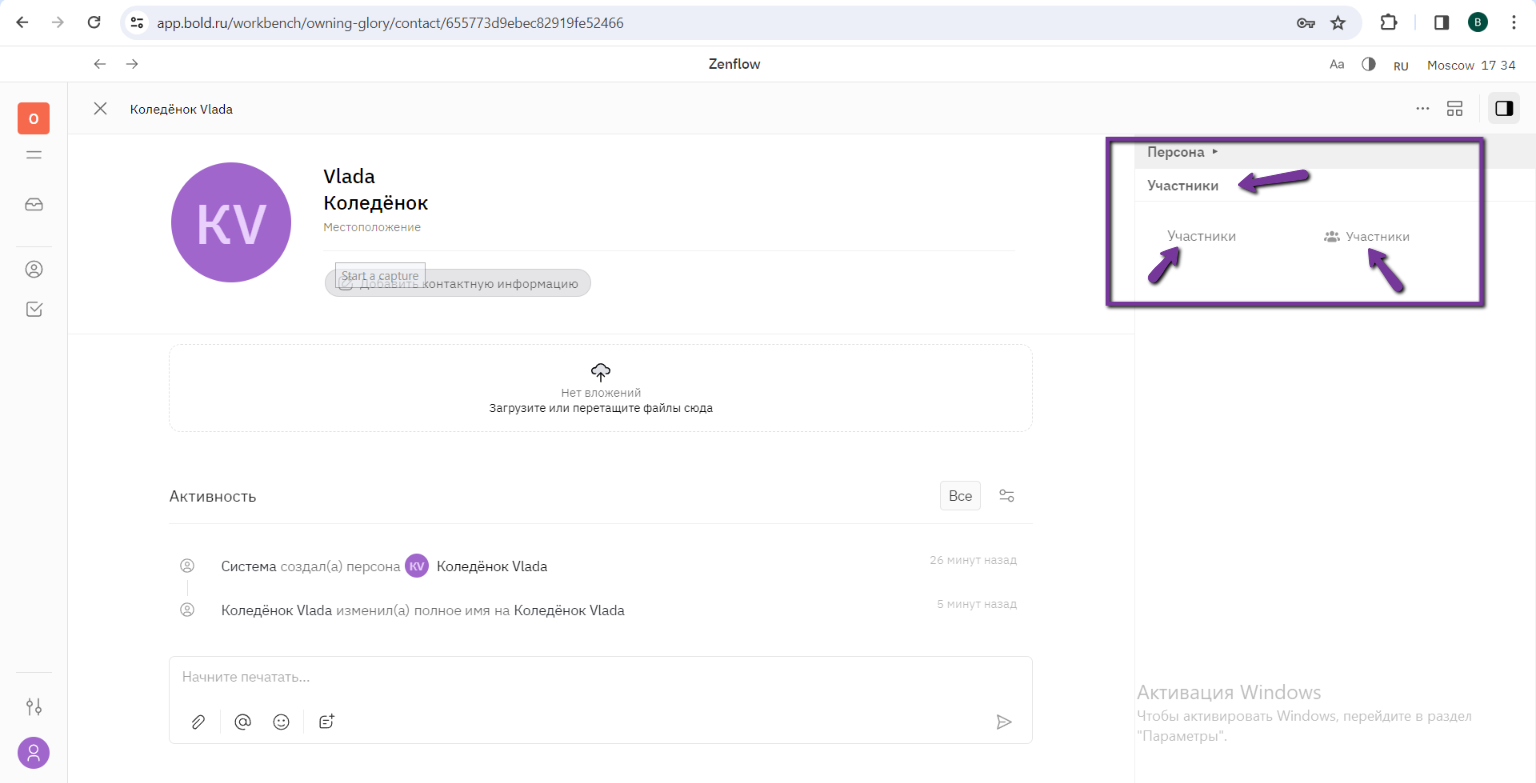 app.bold.ru/workbench/owning-glory/contact/655773d9ebec82919fe52466
B
Zenflow
Aa
RU
Moscow 17 34
O
Коледёнок Vlada
KV
Vlada
Коледёнок
Местоположение
Start a capture
Добавить контактную информацию
Персона
Участники
Участники
Участники
Нет вложений
Загрузите или перетащите файлы сюда
Активность
Все
Система создал(а) персона KV Коледёнок Vlada
26 минут назад
Коледёнок Vlada изменил(а) полное имя на Коледёнок Vlada
5 минут назад
Начните печатать...
Активация Windows
Чтобы активировать Windows, перейдите в раздел
"Параметры".